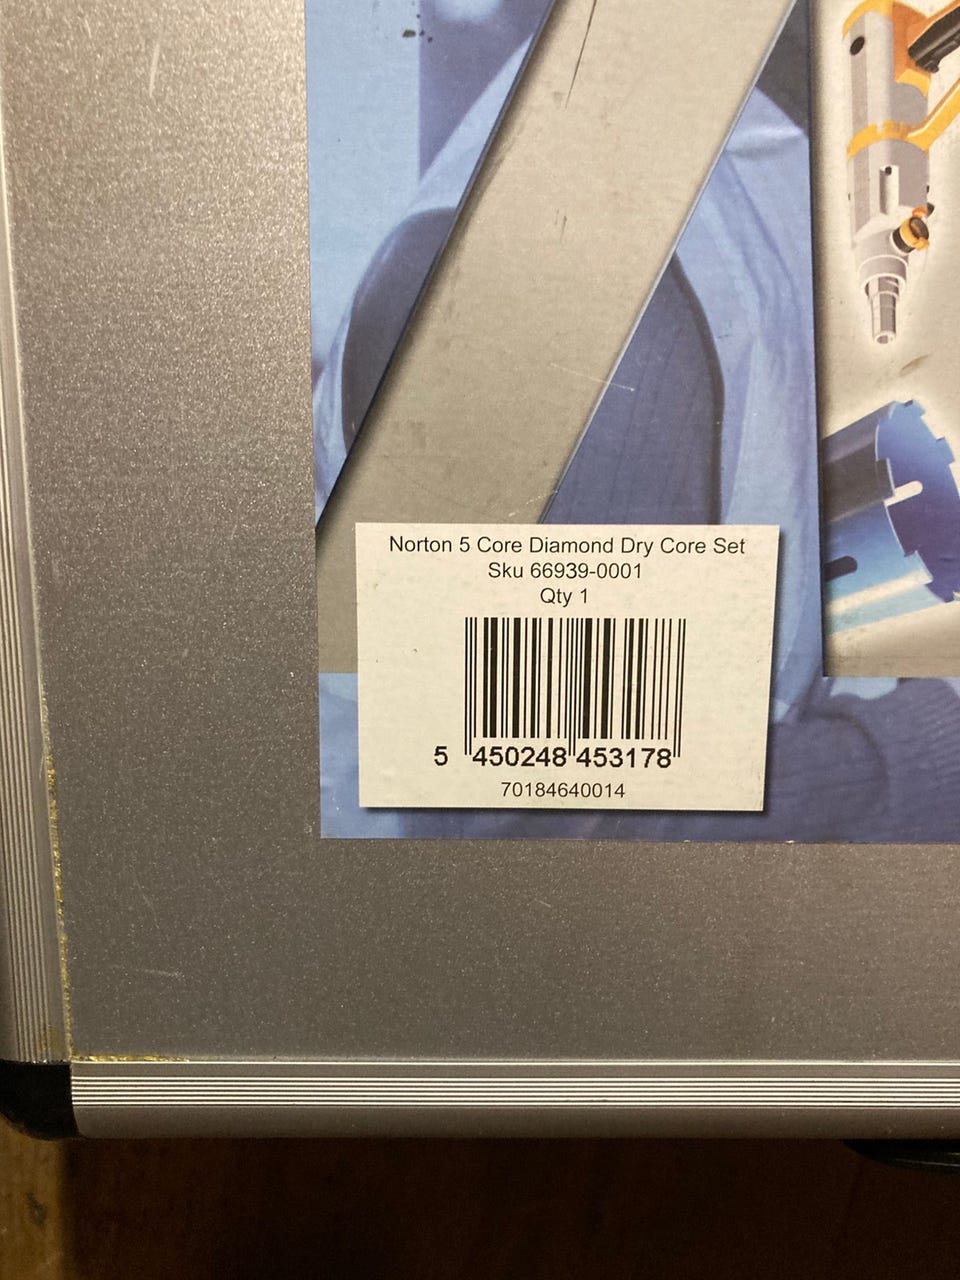 Norton 5 Core Diamond Dry Core Set
Sku 66939-0001
Qty 1
5 450248 453178
70184640014